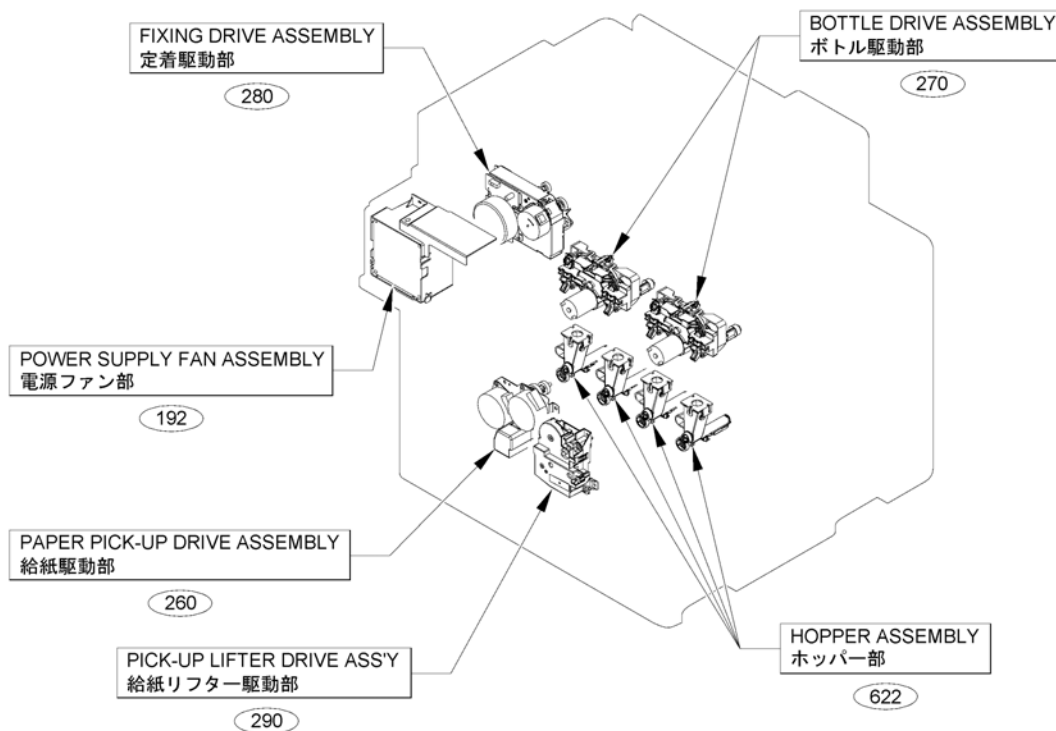 FIXING DRIVE ASSEMBLY
定着駆動部
280
BOTTLE DRIVE ASSEMBLY
ボトル駆動部
270
POWER SUPPLY FAN ASSEMBLY
電源ファン部
192
PAPER PICK-UP DRIVE ASSEMBLY
給紙駆動部
260
PICK-UP LIFTER DRIVE ASS'Y
給紙リフター駆動部
290
HOPPER ASSEMBLY
ホッパー部
622